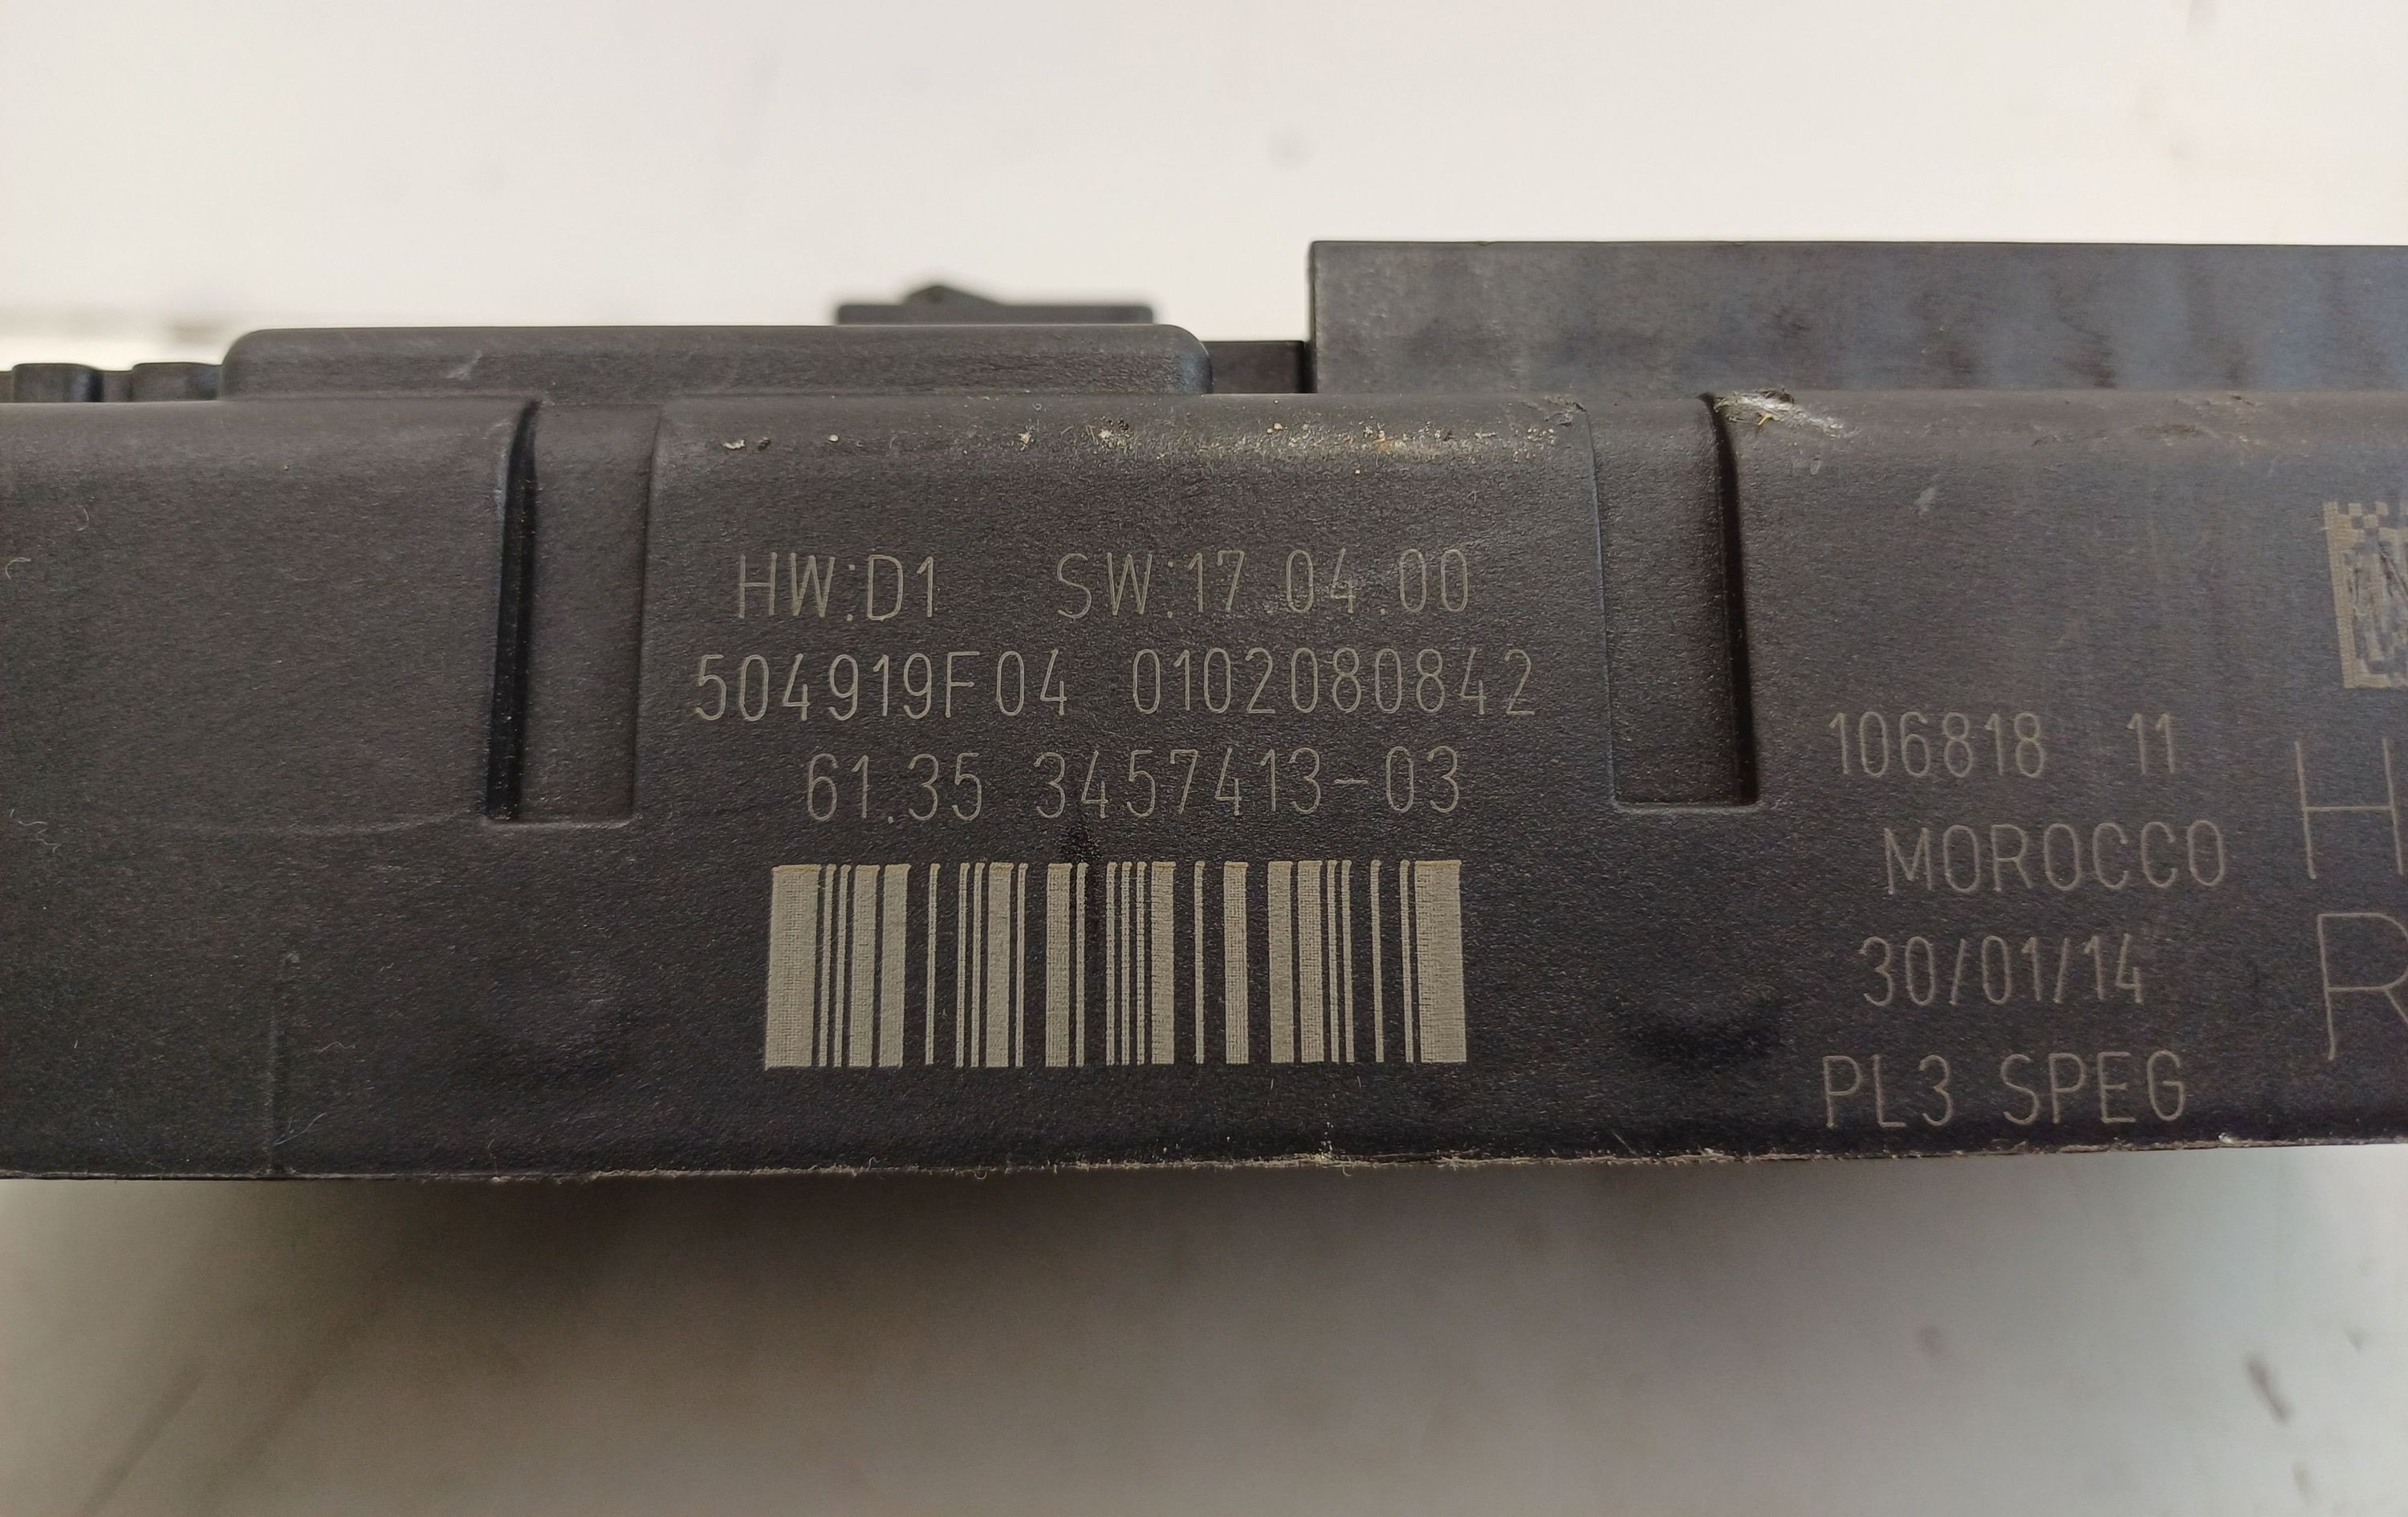 HW:D1 SW:17.04.00
504919F04 0102080842
61.35 3457413-03
106818 11
MOROCCO
30/01/14
PL3 SPEG
H
R